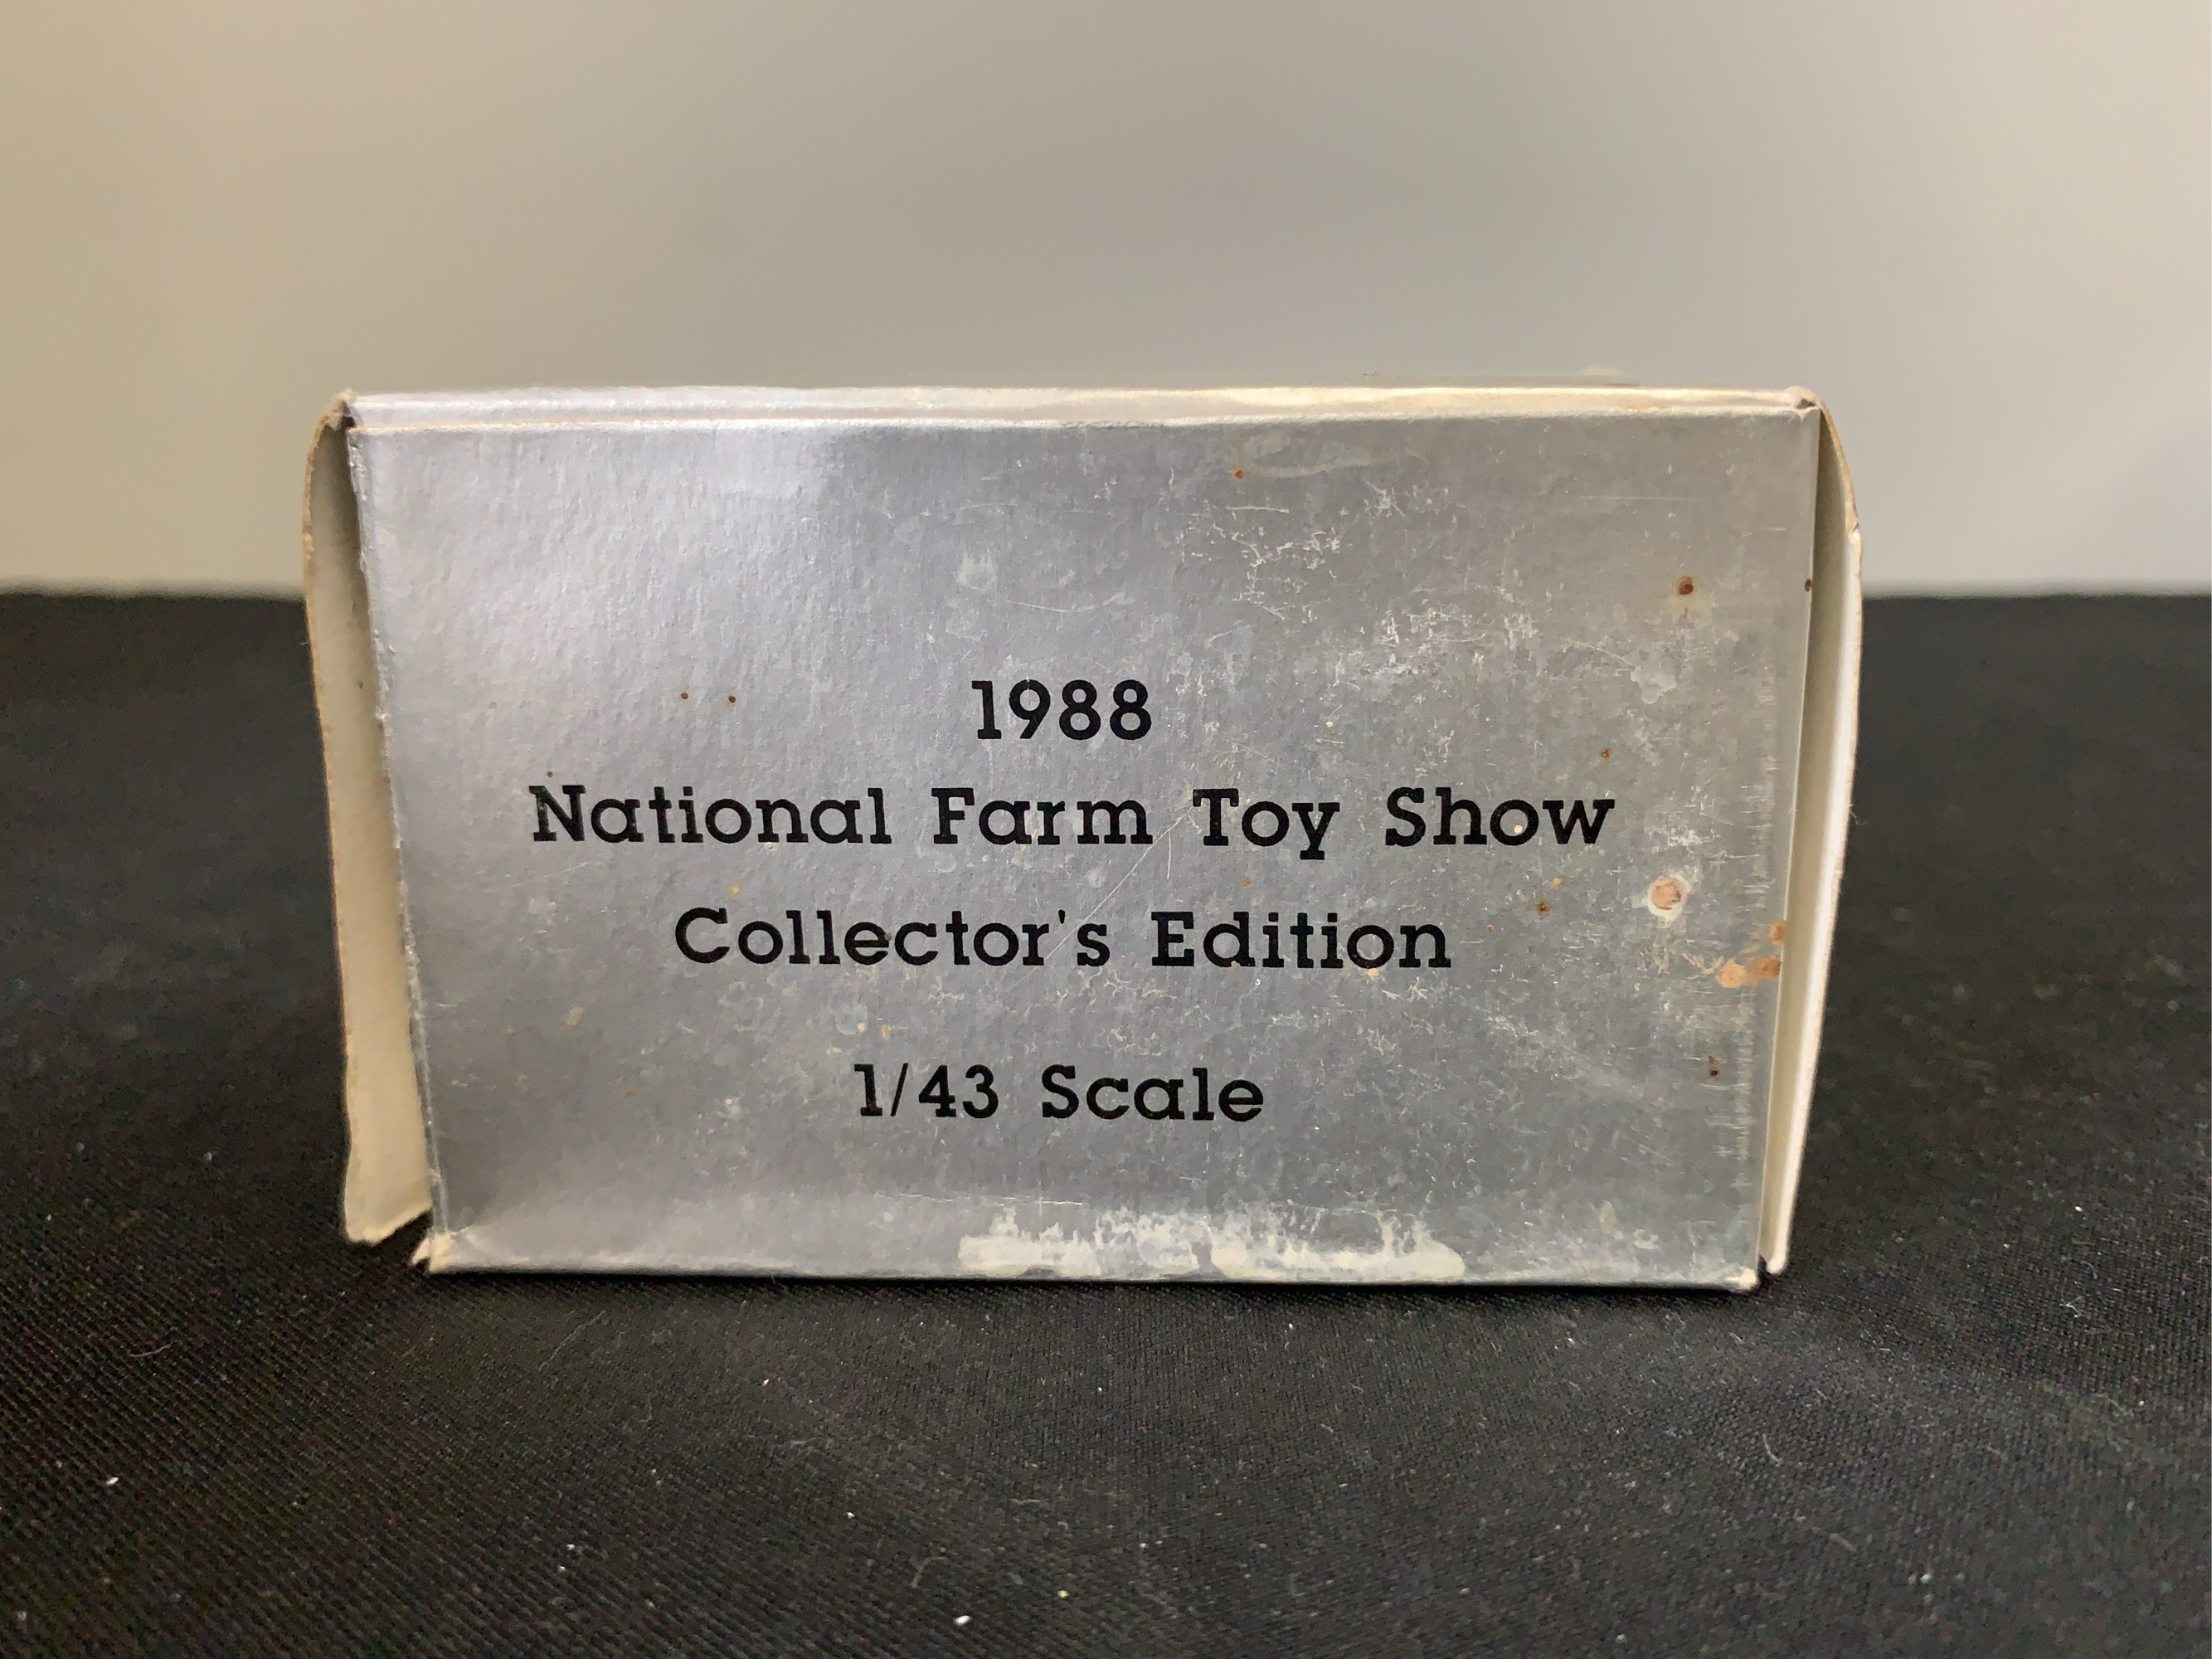 1988
National Farm Toy Show
Collector's Edition
1/43 Scale